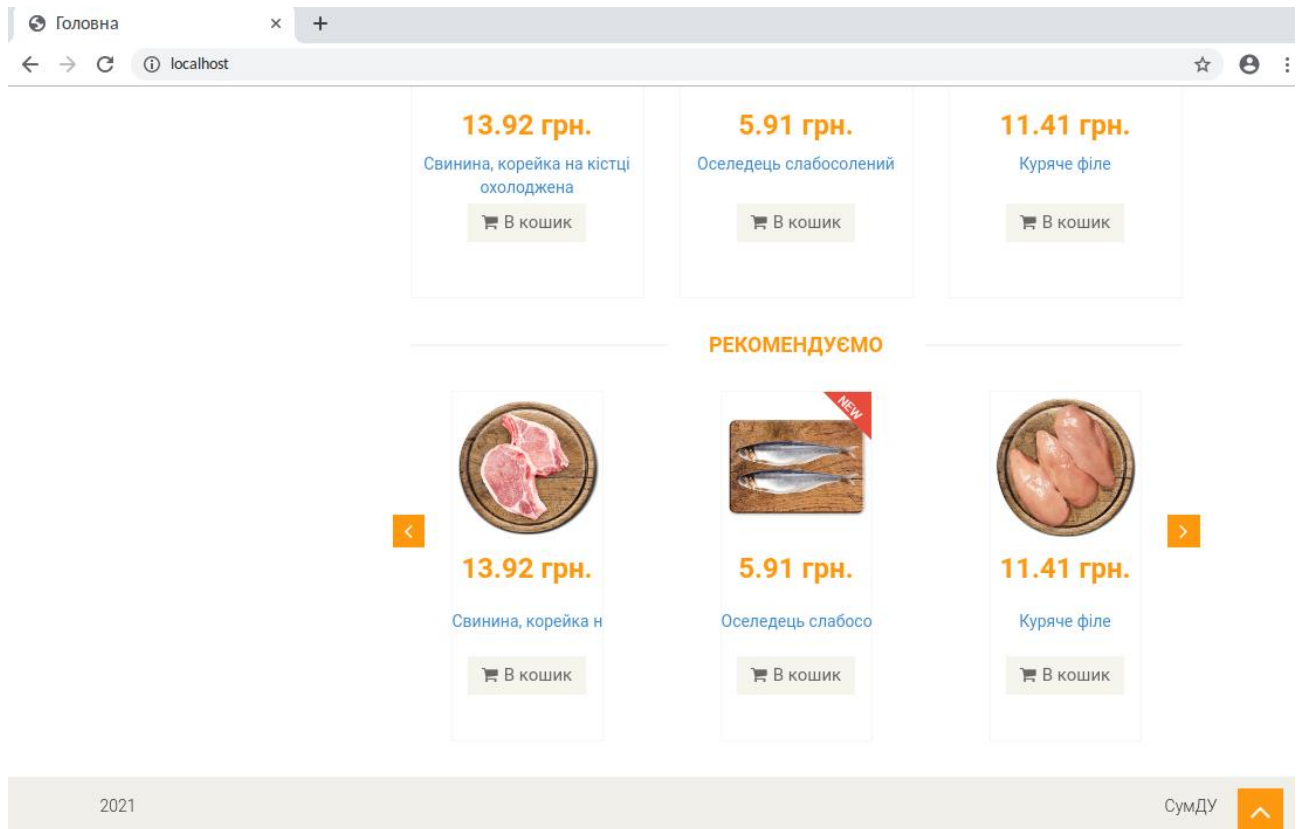 Головна
localhost
13.92 грн.
5.91 грн.
11.41 грн.
Свинина, корейка на кістці
охолоджена
Оселедець слабосолений
Куряче філе
В кошик
В кошик
В кошик
РЕКОМЕНДУЄМО
NEW
13.92 грн.
5.91 грн.
11.41 грн.
Свинина, корейка н
Оселедець слабосо
Куряче філе
В кошик
В кошик
В кошик
2021
СумДУ